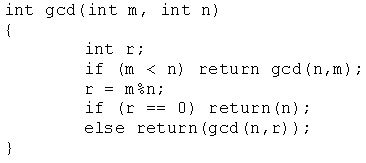 int gcd(int m, int n)
{
int r;
if (m < n) return gcd(n,m);
r = m%n;
if (r == 0) return(n);
else return(gcd(n,r));
}